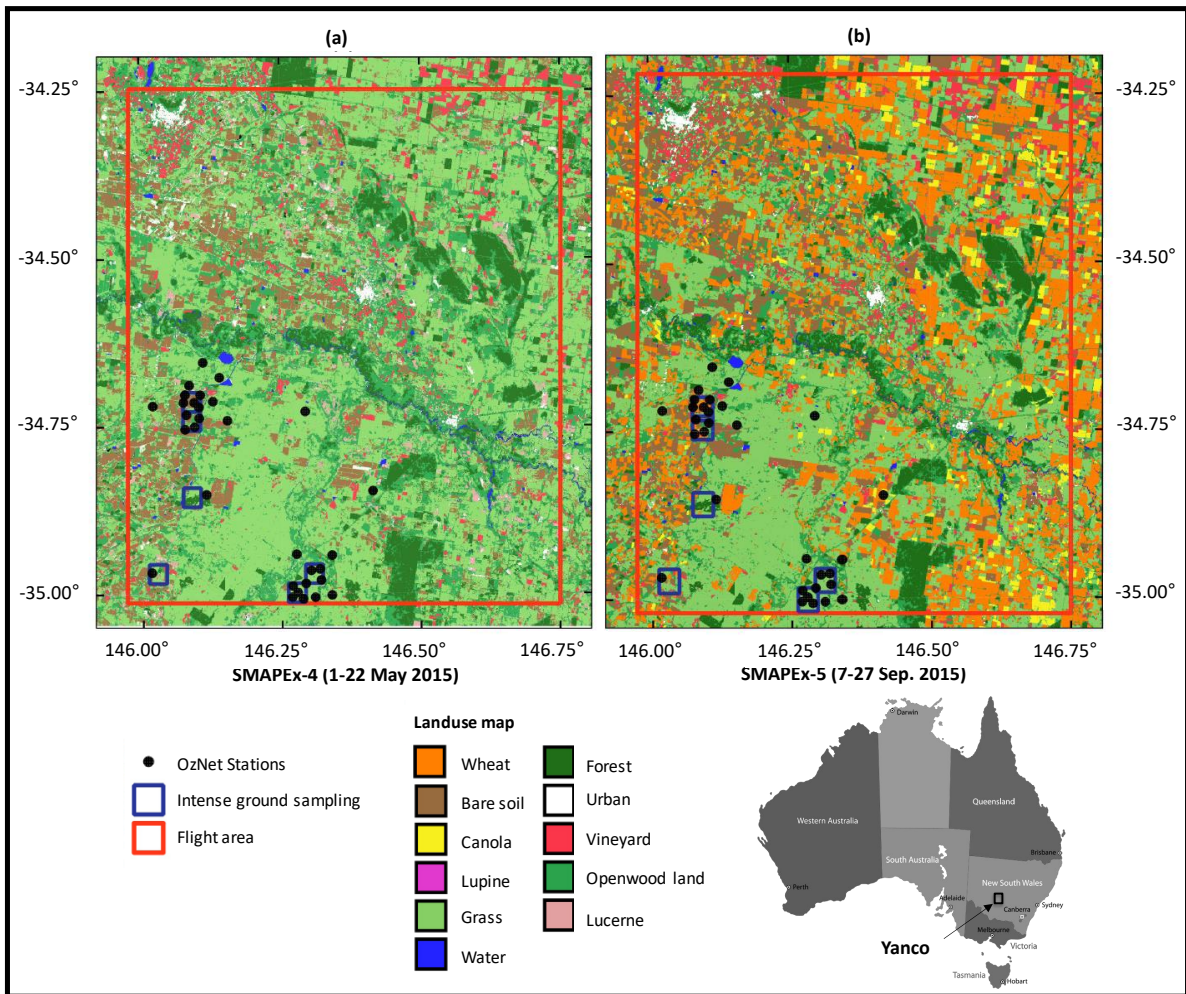 (a) (b)
-34.25° -34.25°
-34.50° -34.50°
-34.75° -34.75°
-35.00° -35.00°
146.00° 146.25° 146.50° 146.75° 146.00° 146.25° 146.50° 146.75°
SMAPEx-4 (1-22 May 2015) SMAPEx-5 (7-27 Sep. 2015)
Landuse map
OzNet Stations
Intense ground sampling
Flight area
Wheat
Bare soil
Canola
Lupine
Grass
Water
Forest
Urban
Vineyard
Openwood land
Lucerne
Darwin
Queensland
Western Australia
Brisbane
South Australia
New South Wales
Perth
Adelaide
Sydney
Canberra
Yanco
Melbourne
Victoria
Tasmania
Hobart